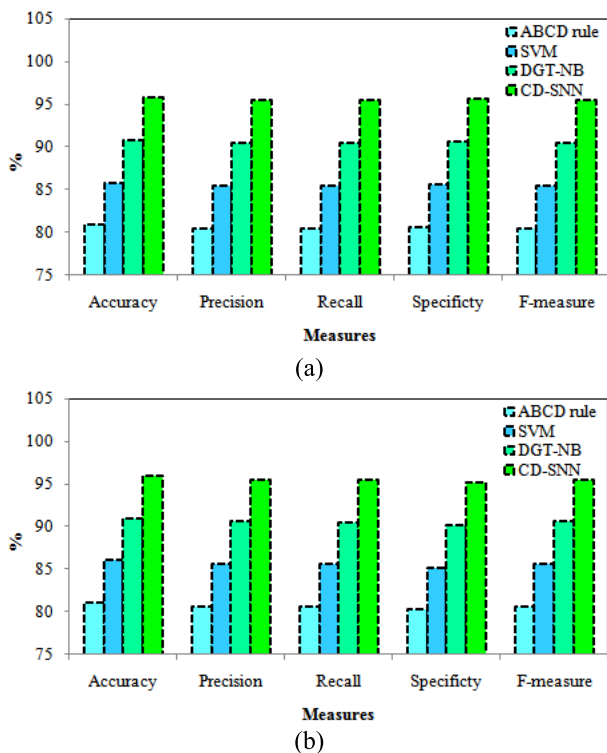 105
100
95
90
85
80
75
%
ABCD rule
SVM
DGT-NB
CD-SNN
Accuracy Precision Recall Specificty F-measure
Measures
(a)
105
100
95
90
85
80
75
%
ABCD rule
SVM
DGT-NB
CD-SNN
Accuracy Precision Recall Specificty F-measure
Measures
(b)